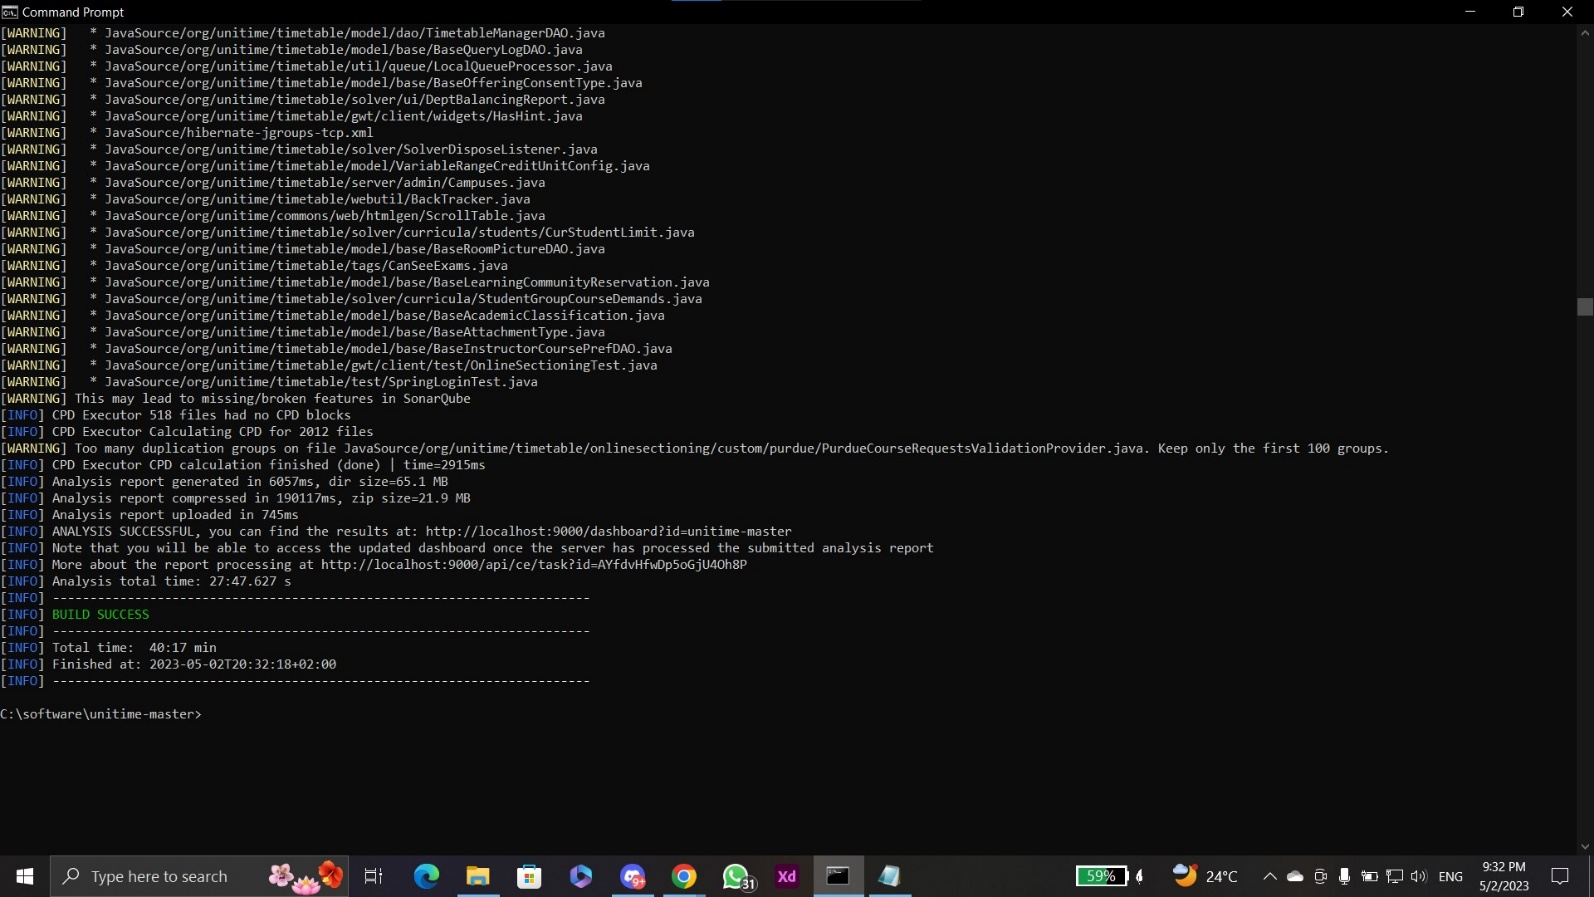 Command Prompt
[WARNING]   * JavaSource/org/unitime/timetable/model/dao/TimetableManagerDAO.java
[WARNING]   * JavaSource/org/unitime/timetable/model/base/BaseQueryLogDAO.java
[WARNING]   * JavaSource/org/unitime/timetable/util/queue/LocalQueueProcessor.java
[WARNING]   * JavaSource/org/unitime/timetable/model/base/BaseOfferingConsentType.java
[WARNING]   * JavaSource/org/unitime/timetable/solver/ui/DeptBalancingReport.java
[WARNING]   * JavaSource/org/unitime/timetable/gwt/client/widgets/HasHint.java
[WARNING]   * JavaSource/hibernate-jgroups-tcp.xml
[WARNING]   * JavaSource/org/unitime/timetable/solver/SolverDisposeListener.java
[WARNING]   * JavaSource/org/unitime/timetable/model/VariableRangeCreditUnitConfig.java
[WARNING]   * JavaSource/org/unitime/timetable/server/admin/Campuses.java
[WARNING]   * JavaSource/org/unitime/timetable/webutil/BackTracker.java
[WARNING]   * JavaSource/org/unitime/commons/web/htmlgen/ScrollTable.java
[WARNING]   * JavaSource/org/unitime/timetable/solver/curricula/students/CurStudentLimit.java
[WARNING]   * JavaSource/org/unitime/timetable/model/base/BaseRoomPictureDAO.java
[WARNING]   * JavaSource/org/unitime/timetable/tags/CanSeeExams.java
[WARNING]   * JavaSource/org/unitime/timetable/model/base/BaseLearningCommunityReservation.java
[WARNING]   * JavaSource/org/unitime/timetable/solver/curricula/StudentGroupCourseDemands.java
[WARNING]   * JavaSource/org/unitime/timetable/model/base/BaseAcademicClassification.java
[WARNING]   * JavaSource/org/unitime/timetable/model/base/BaseAttachmentType.java
[WARNING]   * JavaSource/org/unitime/timetable/model/base/BaseInstructorCoursePrefDAO.java
[WARNING]   * JavaSource/org/unitime/timetable/gwt/client/test/OnlineSectioningTest.java
[WARNING]   * JavaSource/org/unitime/timetable/test/SpringLoginTest.java
[WARNING] This may lead to missing/broken features in SonarQube
[INFO] CPD Executor 518 files had no CPD blocks
[INFO] CPD Executor Calculating CPD for 2012 files
[WARNING] Too many duplication groups on file JavaSource/org/unitime/timetable/onlinesectioning/custom/purdue/PurdueCourseRequestsValidationProvider.java. Keep only the first 100 groups.
[INFO] CPD Executor CPD calculation finished (done) | time=2915ms
[INFO] Analysis report generated in 6057ms, dir size=65.1 MB
[INFO] Analysis report compressed in 190117ms, zip size=21.9 MB
[INFO] Analysis report uploaded in 745ms
[INFO] ANALYSIS SUCCESSFUL, you can find the results at: http://localhost:9000/dashboard?id=unitime-master
[INFO] Note that you will be able to access the updated dashboard once the server has processed the submitted analysis report
[INFO] More about the report processing at http://localhost:9000/api/ce/task?id=AYfdvHfwDp5oGjU4Oh8P
[INFO] Analysis total time: 27:47.627 s
[INFO] ------------------------------------------------------------------------
[INFO] BUILD SUCCESS
[INFO] ------------------------------------------------------------------------
[INFO] Total time:  40:17 min
[INFO] Finished at: 2023-05-02T20:32:18+02:00
[INFO] ------------------------------------------------------------------------
C:\software\unitime-master>
Type here to search
9+
31
Xd
59%
24°C
ENG
9:32 PM
5/2/2023